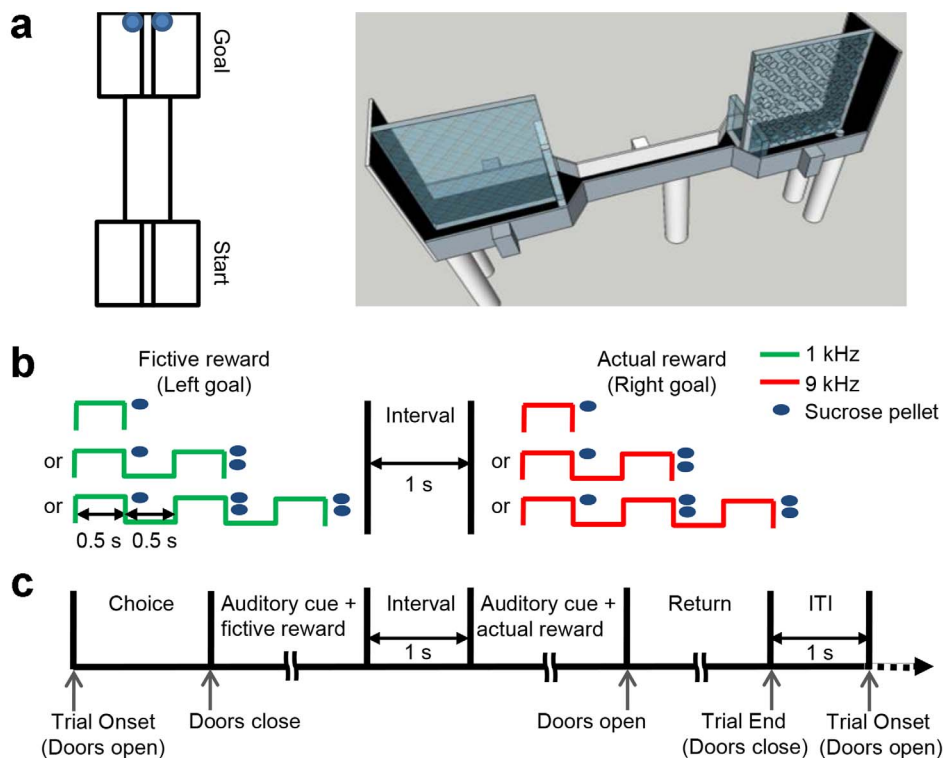 a
Goal
Start
b
Fictive reward
(Left goal)
Actual reward
(Right goal)
1 kHz
9 kHz
Sucrose pellet
Interval
1 s
or
or
0.5 s 0.5 s
or
or
c
Choice
Auditory cue +
fictive reward
Interval
1 s
Auditory cue +
actual reward
Return
ITI
1 s
Trial Onset
(Doors open)
Doors close
Doors open
Trial End
(Doors close)
Trial Onset
(Doors open)